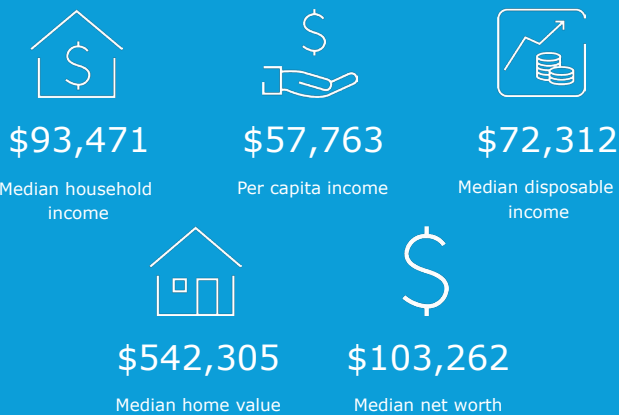 $
$
$93,471
$57,763
$72,312
Median household
income
Per capita income
Median disposable
income
$
$542,305
$103,262
Median home value
Median net worth